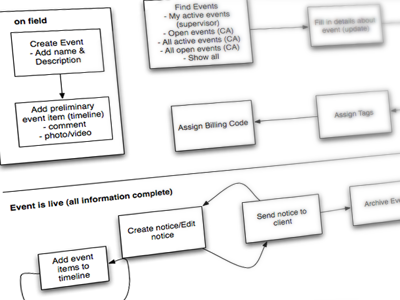 on field
Create Event
- Add name &
Description
Add preliminary
event item (timeline)
- comment
- photo/video
Find Events
- My active events
(supervisor)
- Open events (CA)
- All active events (CA)
- All open events (CA)
- Show all
Fill in details about
event (update)
Assign Billing Code
Assign Tags
Event is live (all information complete)
Add event
items to
timeline
Create notice/Edit
notice
Send notice to
client
Archive Eve